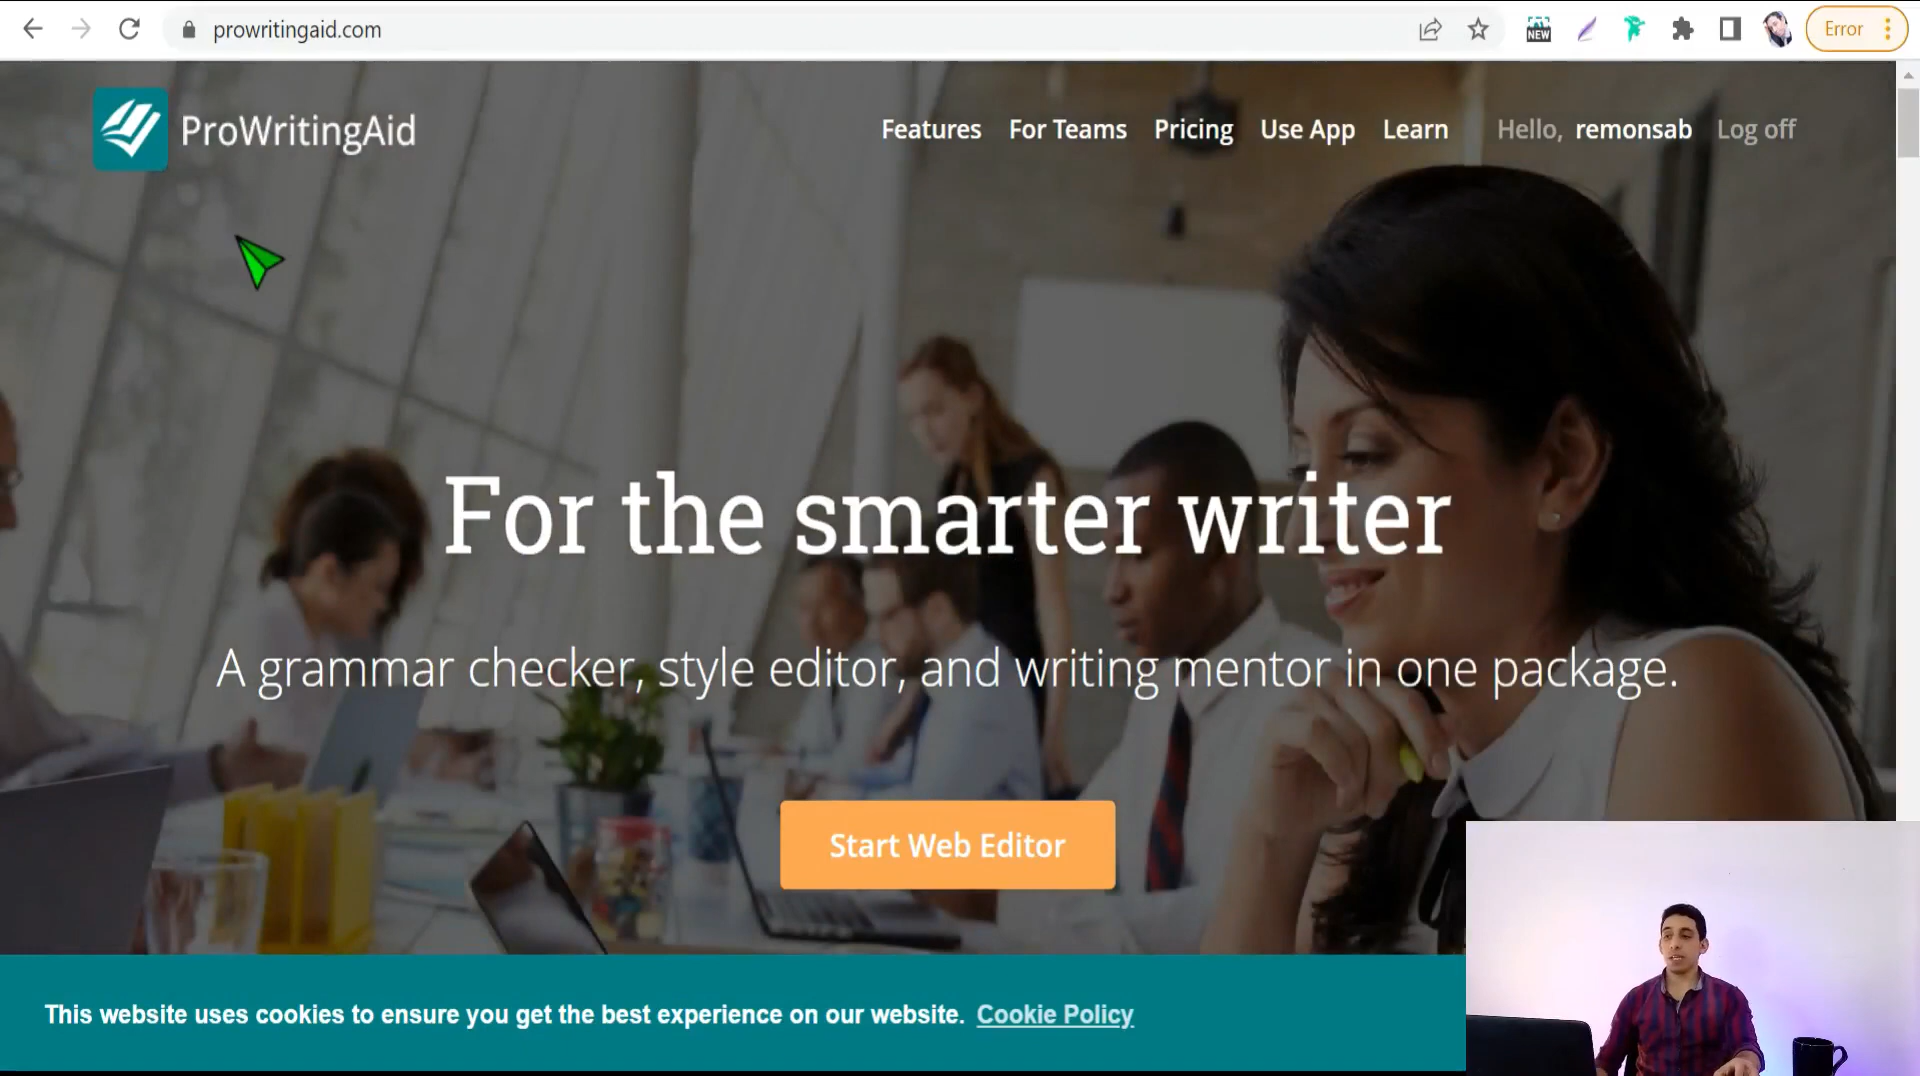 prowritingaid.com
NEW
Error
ProWritingAid
Features For Teams Pricing Use App Learn Hello, remonsab Log off
For the smarter writer
A grammar checker, style editor, and writing mentor in one package.
Start Web Editor
This website uses cookies to ensure you get the best experience on our website. Cookie Policy